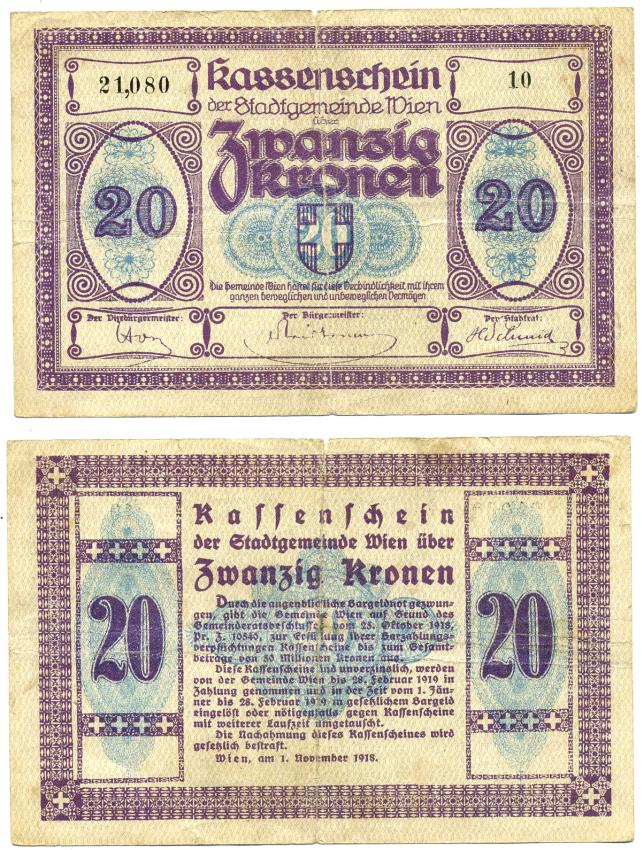 21,080
Kassenschein
10
der Stadtgemeinde Wien
über
Zwanzig
Kronen
20
20
20
Die Gemeinde Wien haftet für diese Verbindlichkeit mit ihrem
ganzen beweglichen und unbeweglichen Vermögen
Der Vizebürgermeister:
Der Bürgermeister:
Der Stadtrat:
HSchmid
Kassenschein
der Stadtgemeinde Wien über
Zwanzig Kronen
20
20
Durch die augenblickliche Bargeldnot gezwun-
gen, gibt die Gemeinde Wien auf Grund des
Gemeinderatsbeschlusses vom 28. Oktober 1918,
Pr. Z. 10840, zur Erfüllung ihrer Barzahlungs-
verpflichtungen Kassenscheine bis zum Gesamt-
betrage von 50 Millionen Kronen aus.
Diese Kassenscheine sind unverzinslich, werden
von der Gemeinde Wien bis 28. Februar 1919 in
Zahlung genommen und in der Zeit vom 1. Jän-
ner bis 28. Februar 1919 in gesetzlichem Bargeld
eingelöst oder nötigenfalls gegen Kassenscheine
mit weiterer Laufzeit umgetauscht.
Die Nachahmung dieses Kassenscheines wird
gesetzlich bestraft.
Wien, am 1. November 1918.